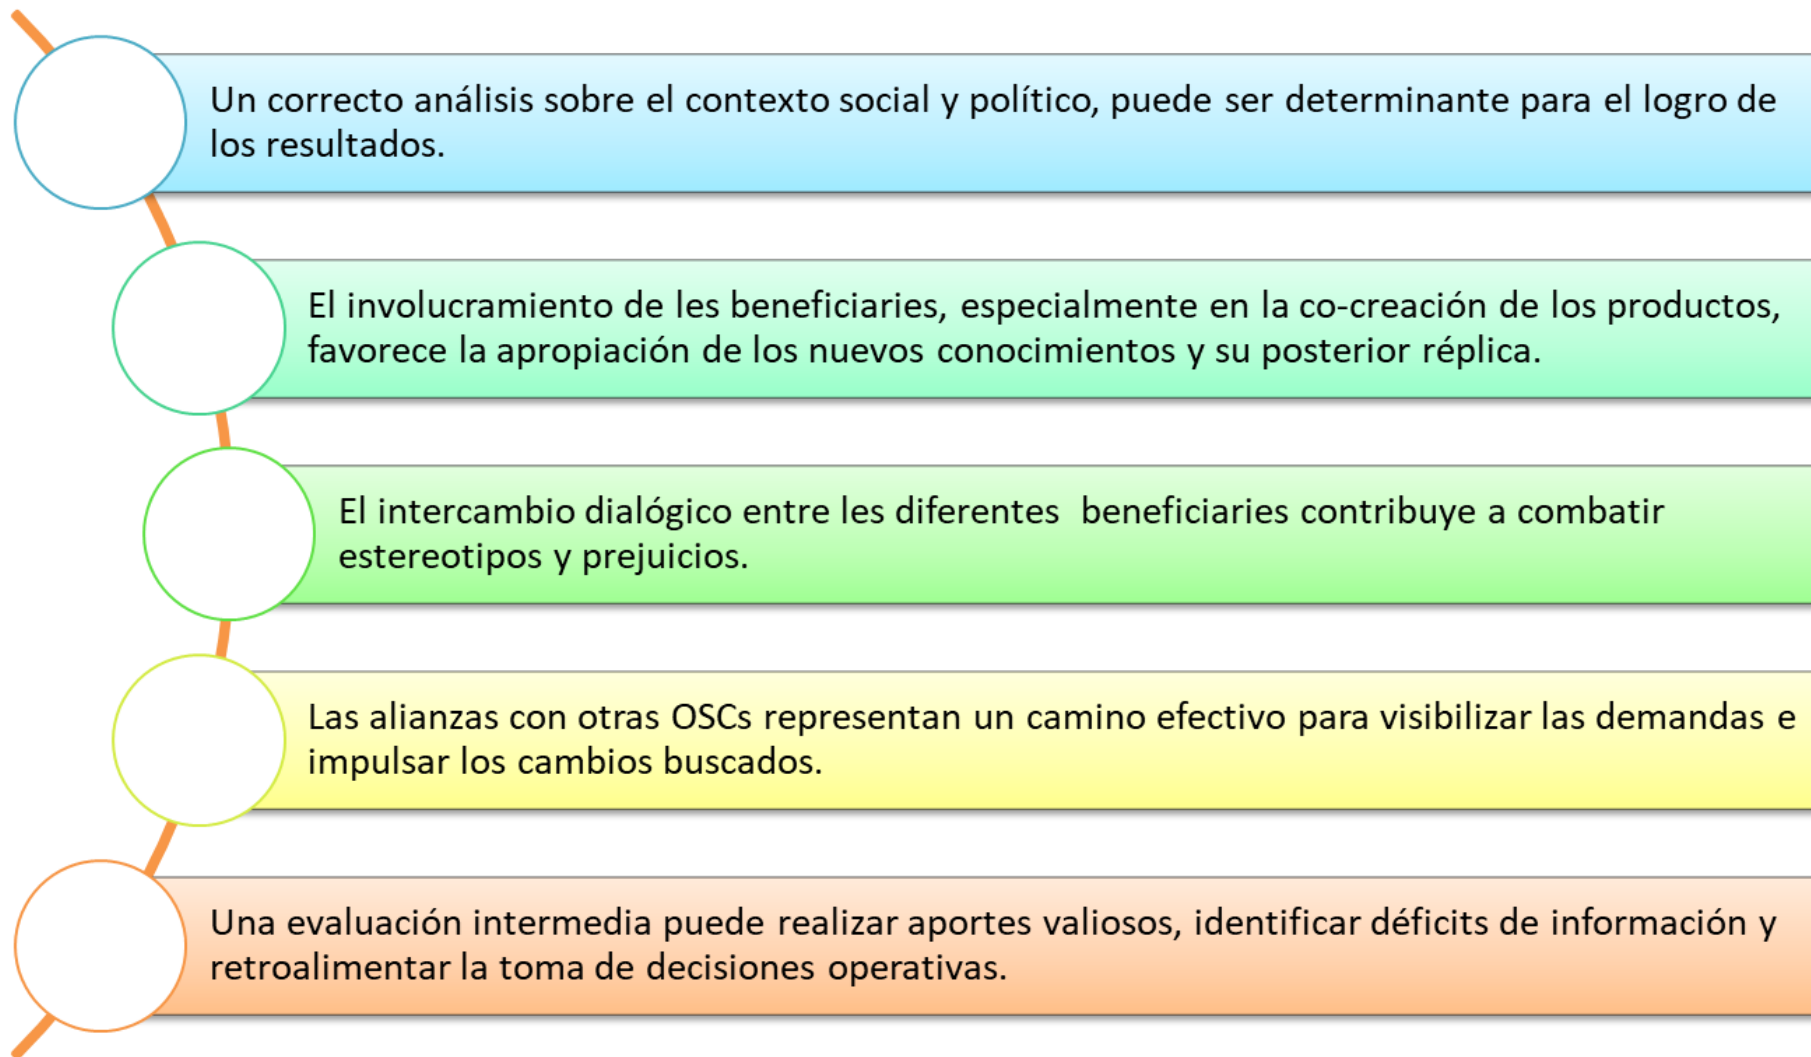 Un correcto análisis sobre el contexto social y político, puede ser determinante para el logro de
los resultados.
El involucramiento de les beneficiaries, especialmente en la co-creación de los productos,
favorece la apropiación de los nuevos conocimientos y su posterior réplica.
El intercambio dialógico entre les diferentes  beneficiaries contribuye a combatir
estereotipos y prejuicios.
Las alianzas con otras OSCs representan un camino efectivo para visibilizar las demandas e
impulsar los cambios buscados.
Una evaluación intermedia puede realizar aportes valiosos, identificar déficits de información y
retroalimentar la toma de decisiones operativas.